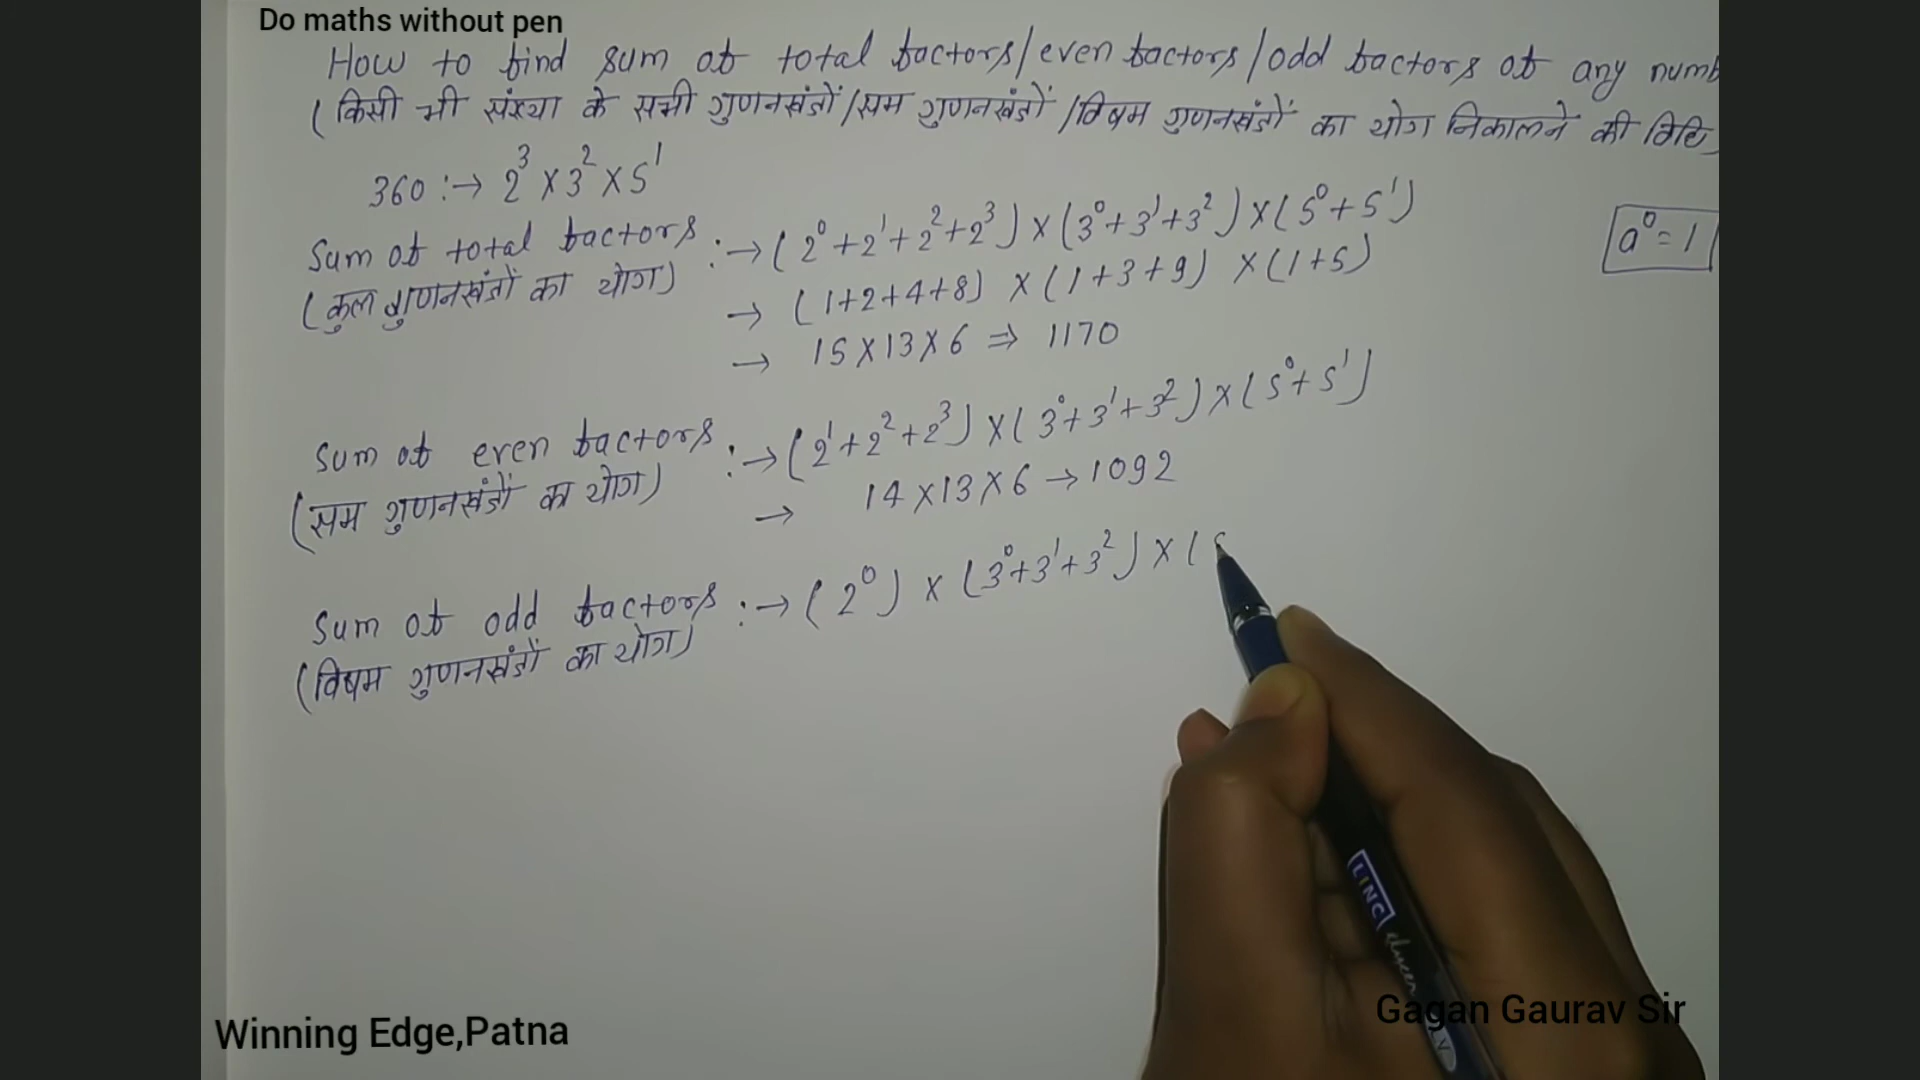 Do maths without pen
How to find sum of total factors/even factors/odd factors of any numb
(किसी भी संख्या के सभी गुणनखंडों/सम गुणनखंडों/विषम गुणनखंडों का योग निकालने की विधि)
360 :→ 2³ × 3² × 5¹
Sum of total factors :→ (2⁰ + 2¹ + 2² + 2³) × (3⁰ + 3¹ + 3²) × (5⁰ + 5¹)
a⁰ = 1
(कुल गुणनखंडों का योग)
→ (1+2+4+8) × (1+3+9) × (1+5)
→ 15 × 13 × 6 ⇒ 1170
Sum of even factors :→ (2¹ + 2² + 2³) × (3⁰ + 3¹ + 3²) × (5⁰ + 5¹)
(सम गुणनखंडों का योग)
→ 14 × 13 × 6 → 1092
Sum of odd factors :→ (2⁰) × (3⁰ + 3¹ + 3²) × (
(विषम गुणनखंडों का योग)
LINC
Gagan Gaurav Sir
Winning Edge,Patna